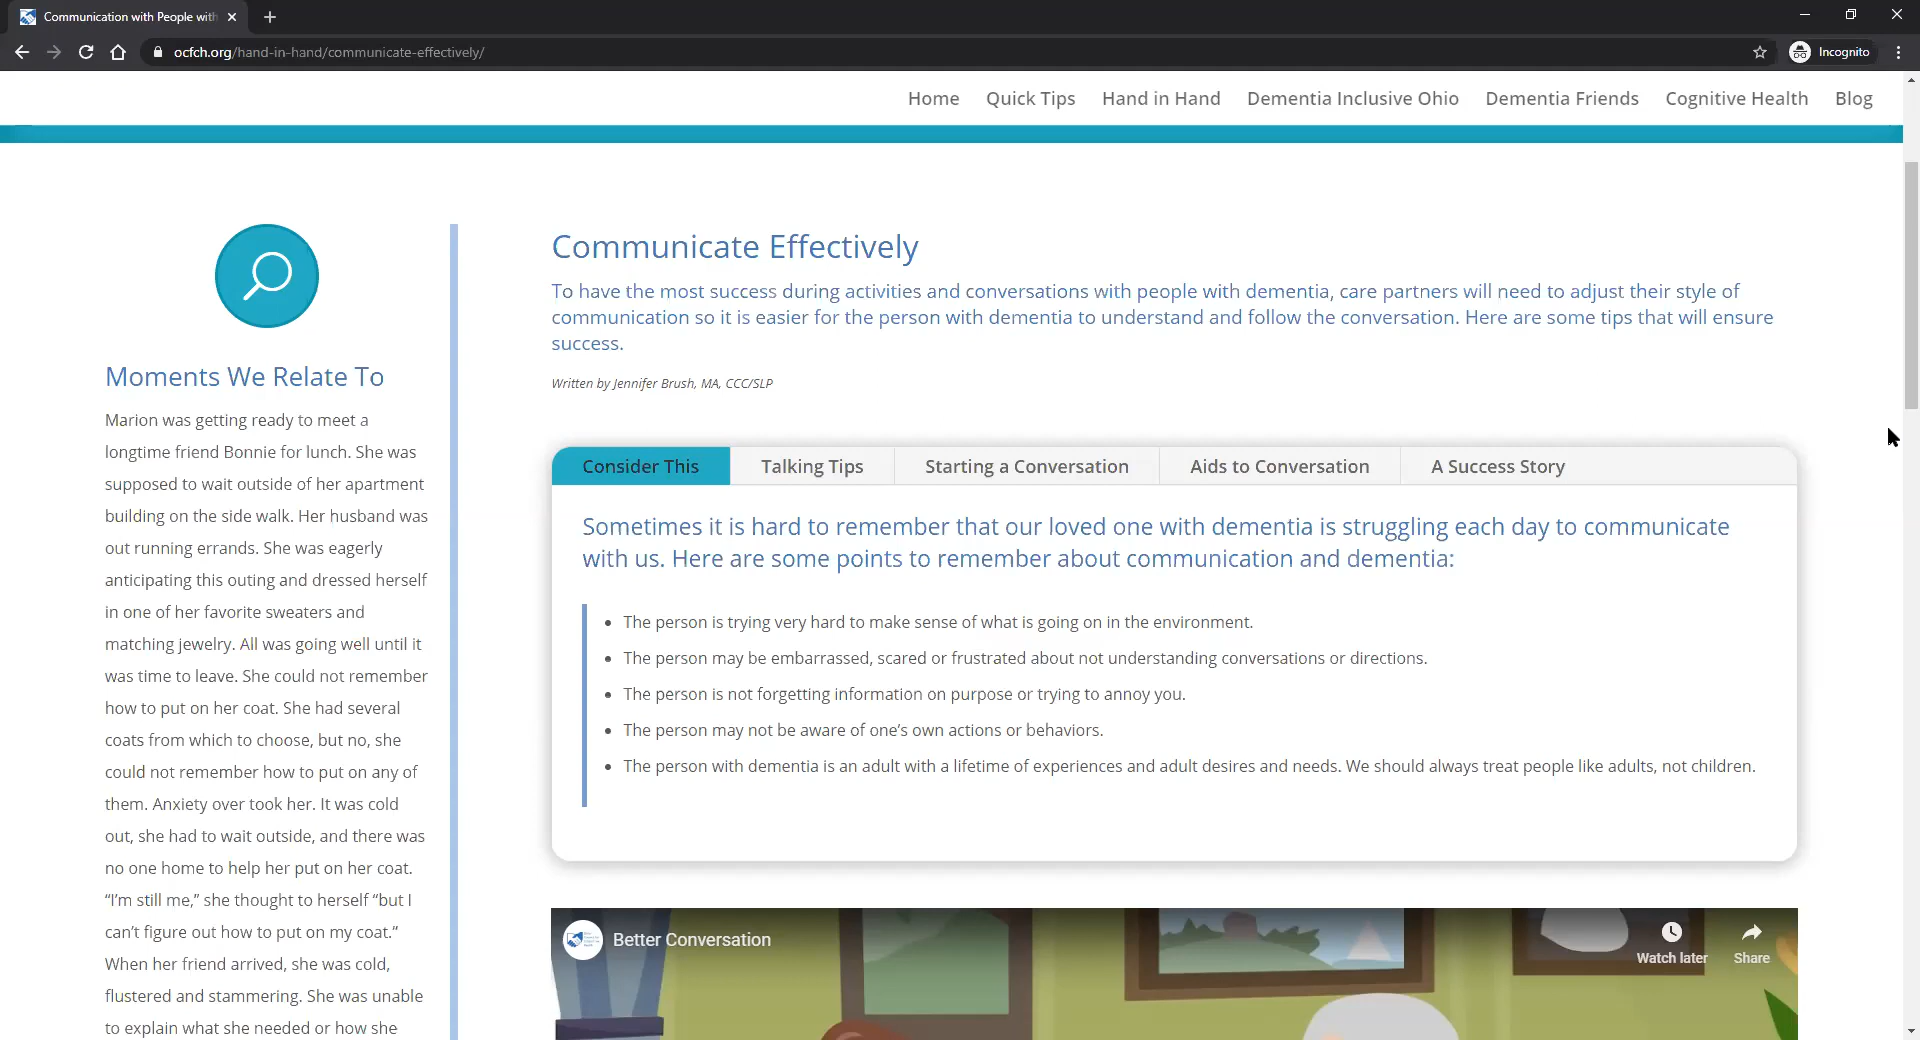 Communication with People with
ocfch.org/hand-in-hand/communicate-effectively/
Incognito
Home Quick Tips Hand in Hand Dementia Inclusive Ohio Dementia Friends Cognitive Health Blog
Moments We Relate To
Marion was getting ready to meet a
longtime friend Bonnie for lunch. She was
supposed to wait outside of her apartment
building on the side walk. Her husband was
out running errands. She was eagerly
anticipating this outing and dressed herself
in one of her favorite sweaters and
matching jewelry. All was going well until it
was time to leave. She could not remember
how to put on her coat. She had several
coats from which to choose, but no, she
could not remember how to put on any of
them. Anxiety over took her. It was cold
out, she had to wait outside, and there was
no one home to help her put on her coat.
“I’m still me,” she thought to herself “but I
can’t figure out how to put on my coat.“
When her friend arrived, she was cold,
flustered and stammering. She was unable
to explain what she needed or how she
Communicate Effectively
To have the most success during activities and conversations with people with dementia, care partners will need to adjust their style of
communication so it is easier for the person with dementia to understand and follow the conversation. Here are some tips that will ensure
success.
Written by Jennifer Brush, MA, CCC/SLP
Consider This Talking Tips Starting a Conversation Aids to Conversation A Success Story
Sometimes it is hard to remember that our loved one with dementia is struggling each day to communicate
with us. Here are some points to remember about communication and dementia:
• The person is trying very hard to make sense of what is going on in the environment.
• The person may be embarrassed, scared or frustrated about not understanding conversations or directions.
• The person is not forgetting information on purpose or trying to annoy you.
• The person may not be aware of one’s own actions or behaviors.
• The person with dementia is an adult with a lifetime of experiences and adult desires and needs. We should always treat people like adults, not children.
Better Conversation
Watch later Share